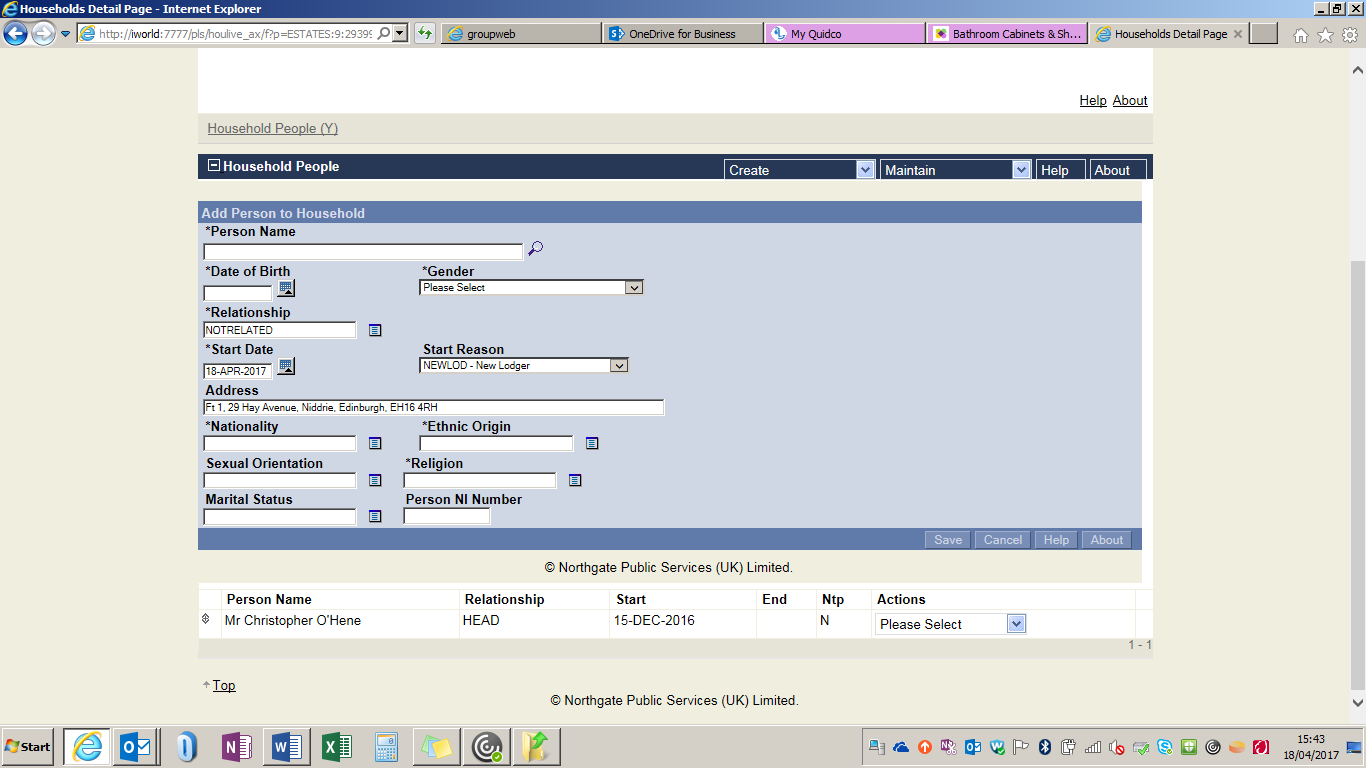 Households Detail Page - Internet Explorer
http://iworld:7777/pls/houlive_ax/f?p=ESTATES:9:29399
groupweb
OneDrive for Business
My Quidco
Bathroom Cabinets & Sh...
Households Detail Page
Help About
Household People (Y)
Household People
Create
Maintain
Help
About
Add Person to Household
*Person Name
*Date of Birth *Gender
Please Select
*Relationship
NOTRELATED
*Start Date Start Reason
18-APR-2017 NEWLOD - New Lodger
Address
Ft 1, 29 Hay Avenue, Niddrie, Edinburgh, EH16 4RH
*Nationality *Ethnic Origin
Sexual Orientation *Religion
Marital Status Person NI Number
Save Cancel Help About
© Northgate Public Services (UK) Limited.
Person Name Relationship Start End Ntp Actions
Mr Christopher O'Hene HEAD 15-DEC-2016 N Please Select
1 - 1
Top
© Northgate Public Services (UK) Limited.
Start
15:43
18/04/2017